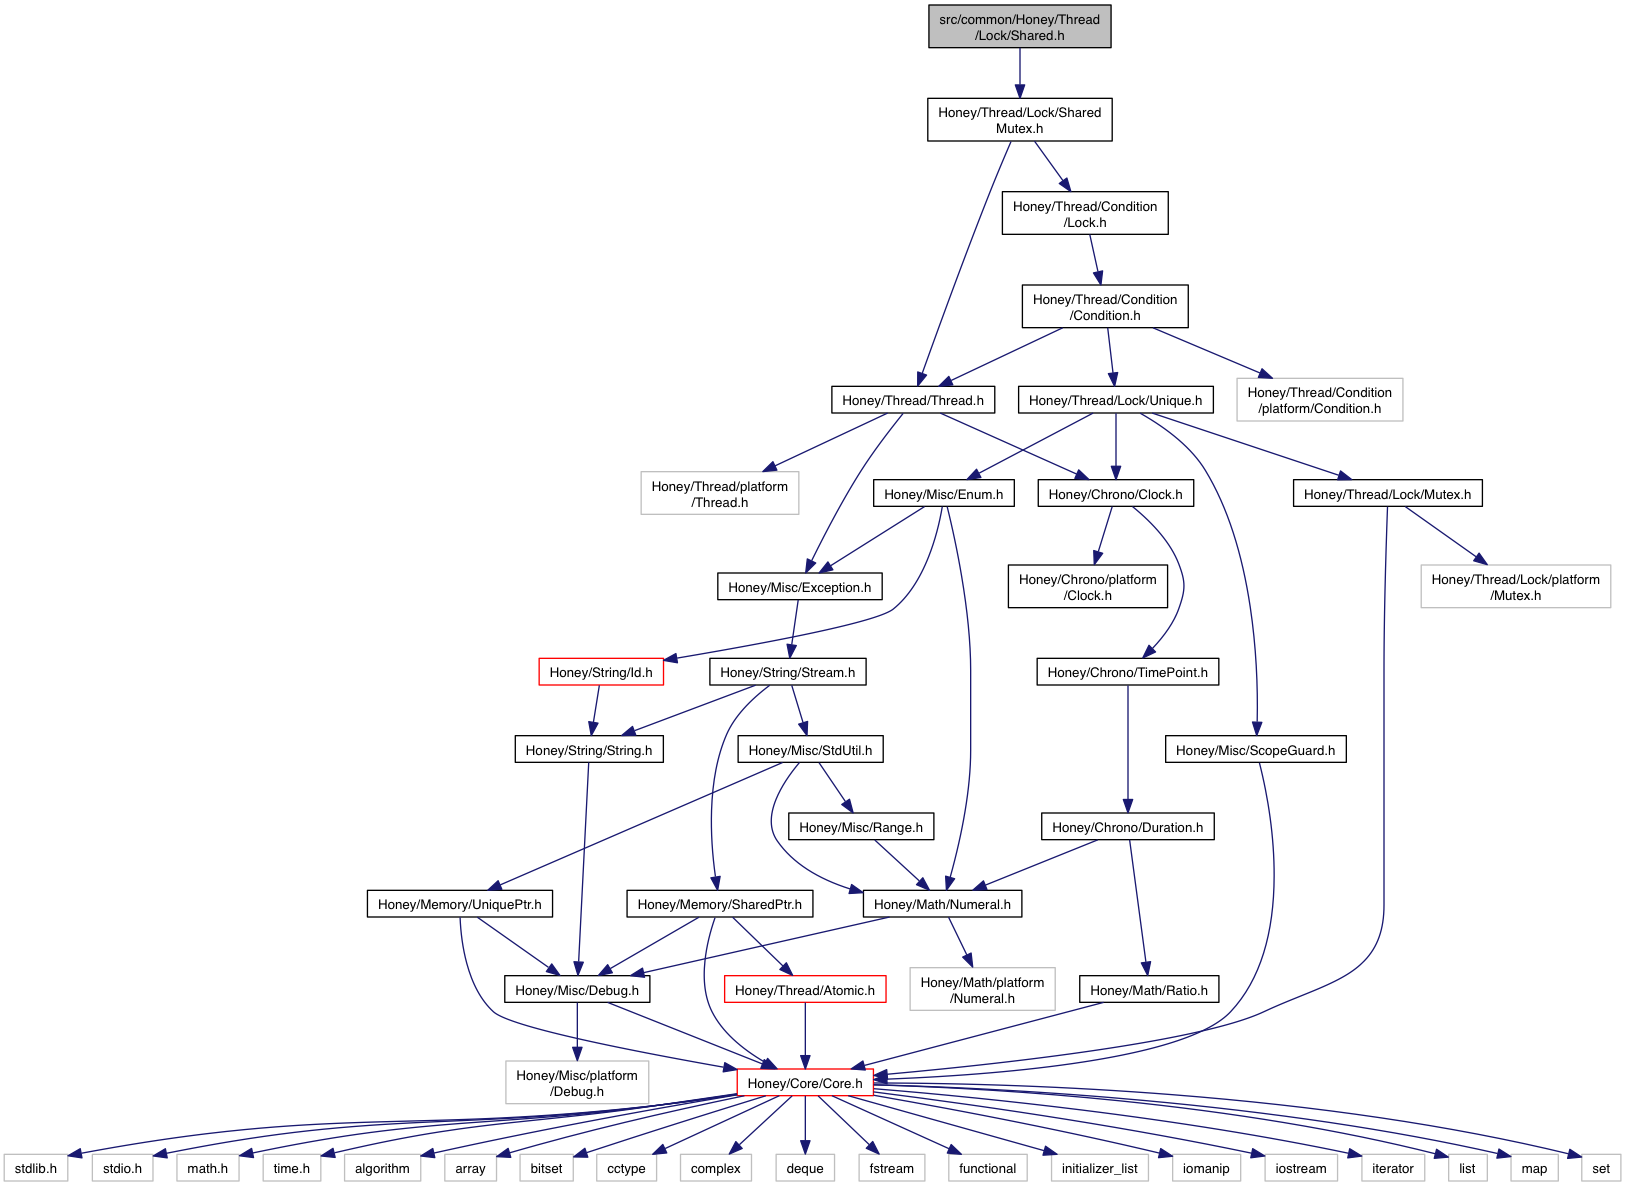 src/common/Honey/Thread
/Lock/Shared.h
Honey/Thread/Lock/Shared
Mutex.h
Honey/Thread/Condition
/Lock.h
Honey/Thread/Condition
/Condition.h
Honey/Thread/Thread.h
Honey/Thread/Lock/Unique.h
Honey/Thread/Condition
/platform/Condition.h
Honey/Thread/platform
/Thread.h
Honey/Misc/Enum.h
Honey/Chrono/Clock.h
Honey/Thread/Lock/Mutex.h
Honey/Misc/Exception.h
Honey/Chrono/platform
/Clock.h
Honey/Thread/Lock/platform
/Mutex.h
Honey/String/Id.h
Honey/String/Stream.h
Honey/Chrono/TimePoint.h
Honey/String/String.h
Honey/Misc/StdUtil.h
Honey/Misc/ScopeGuard.h
Honey/Misc/Range.h
Honey/Chrono/Duration.h
Honey/Memory/UniquePtr.h
Honey/Memory/SharedPtr.h
Honey/Math/Numeral.h
Honey/Misc/Debug.h
Honey/Thread/Atomic.h
Honey/Math/platform
/Numeral.h
Honey/Math/Ratio.h
Honey/Misc/platform
/Debug.h
Honey/Core/Core.h
stdlib.h
stdio.h
math.h
time.h
algorithm
array
bitset
cctype
complex
deque
fstream
functional
initializer_list
iomanip
iostream
iterator
list
map
set